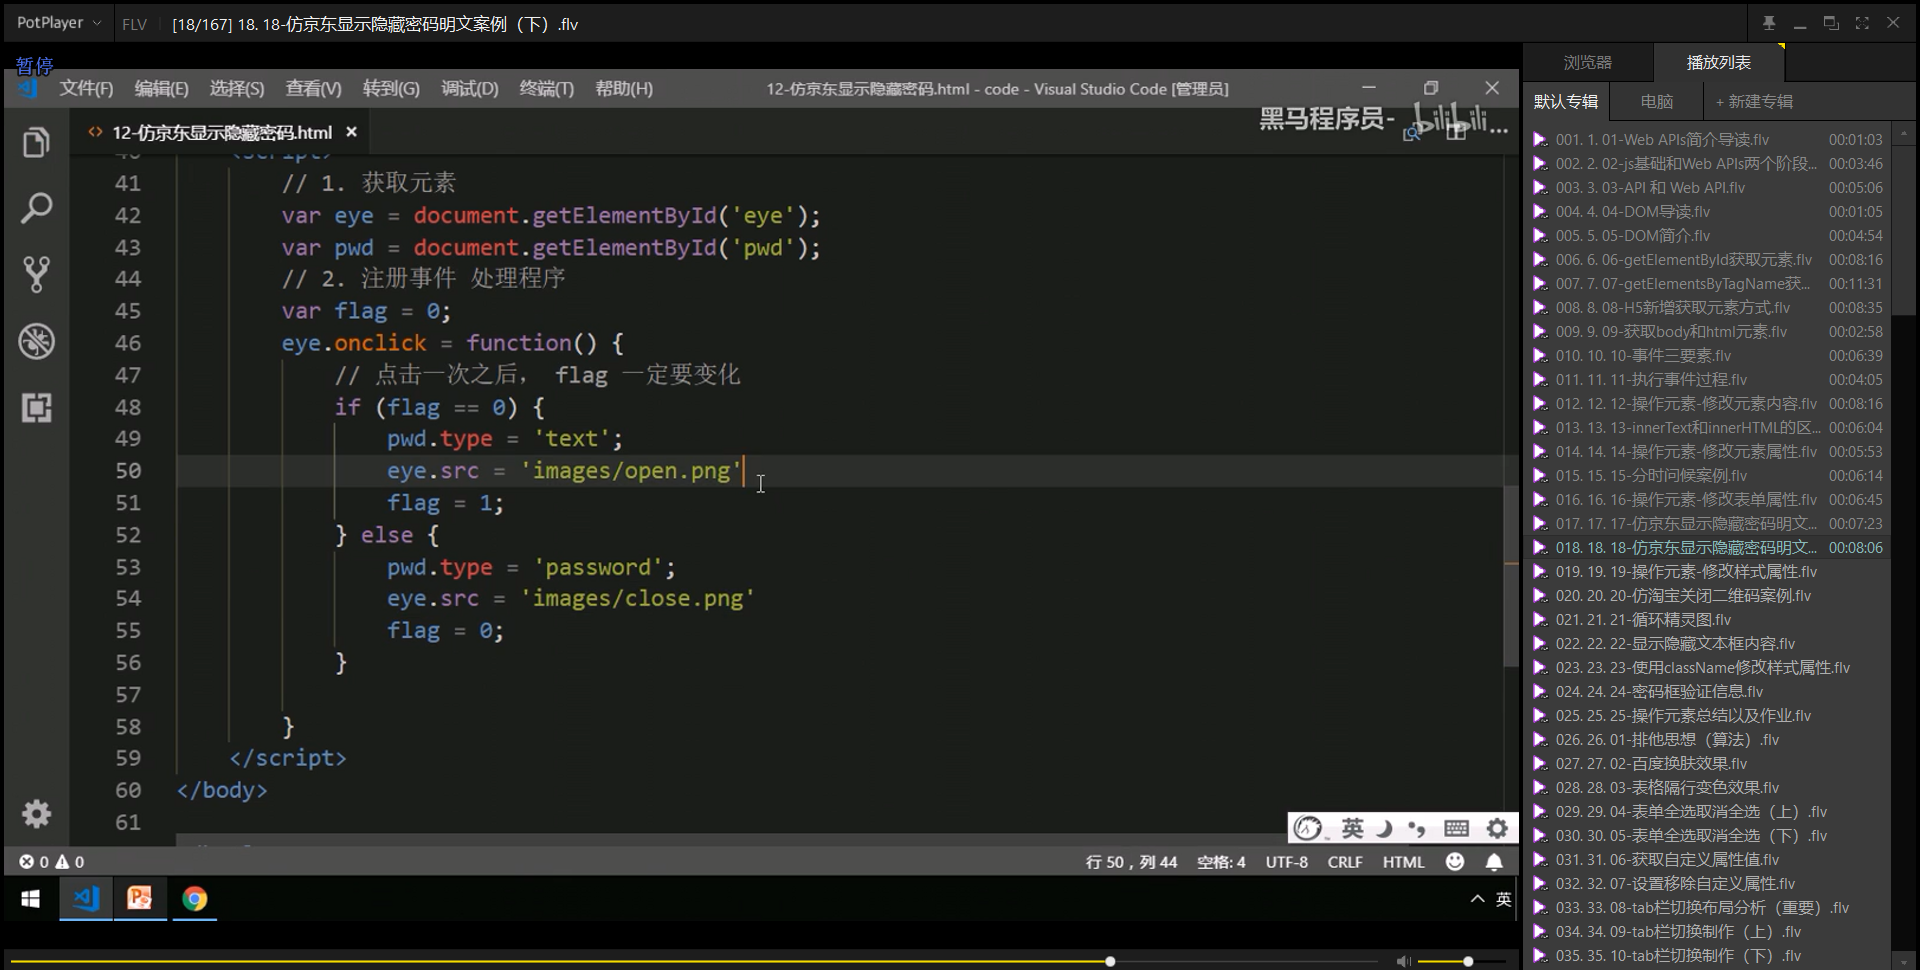 PotPlayer
FLV
[18/167] 18. 18-仿京东显示隐藏密码明文案例（下）.flv
暂停
文件(F) 编辑(E) 选择(S) 查看(V) 转到(G) 调试(D) 终端(T) 帮助(H)
12-仿京东显示隐藏密码.html - code - Visual Studio Code [管理员]
<> 12-仿京东显示隐藏密码.html ×
黑马程序员- bilibili
<script>
41 // 1. 获取元素
42 var eye = document.getElementById('eye');
43 var pwd = document.getElementById('pwd');
44 // 2. 注册事件 处理程序
45 var flag = 0;
46 eye.onclick = function() {
47 // 点击一次之后， flag 一定要变化
48 if (flag == 0) {
49 pwd.type = 'text';
50 eye.src = 'images/open.png'
51 flag = 1;
52 } else {
53 pwd.type = 'password';
54 eye.src = 'images/close.png'
55 flag = 0;
56 }
57
58 }
59 </script>
60 </body>
61
英
0 0
行 50，列 44 空格: 4 UTF-8 CRLF HTML
英
浏览器 播放列表
默认专辑 电脑 + 新建专辑
001. 1. 01-Web APIs简介导读.flv 00:01:03
002. 2. 02-js基础和Web APIs两个阶段... 00:03:46
003. 3. 03-API 和 Web API.flv 00:05:06
004. 4. 04-DOM导读.flv 00:01:05
005. 5. 05-DOM简介.flv 00:04:54
006. 6. 06-getElementById获取元素.flv 00:08:16
007. 7. 07-getElementsByTagName获... 00:11:31
008. 8. 08-H5新增获取元素方式.flv 00:08:35
009. 9. 09-获取body和html元素.flv 00:02:58
010. 10. 10-事件三要素.flv 00:06:39
011. 11. 11-执行事件过程.flv 00:04:05
012. 12. 12-操作元素-修改元素内容.flv 00:08:16
013. 13. 13-innerText和innerHTML的区... 00:06:04
014. 14. 14-操作元素-修改元素属性.flv 00:05:53
015. 15. 15-分时问候案例.flv 00:06:14
016. 16. 16-操作元素-修改表单属性.flv 00:06:45
017. 17. 17-仿京东显示隐藏密码明文... 00:07:23
018. 18. 18-仿京东显示隐藏密码明文... 00:08:06
019. 19. 19-操作元素-修改样式属性.flv
020. 20. 20-仿淘宝关闭二维码案例.flv
021. 21. 21-循环精灵图.flv
022. 22. 22-显示隐藏文本框内容.flv
023. 23. 23-使用className修改样式属性.flv
024. 24. 24-密码框验证信息.flv
025. 25. 25-操作元素总结以及作业.flv
026. 26. 01-排他思想（算法）.flv
027. 27. 02-百度换肤效果.flv
028. 28. 03-表格隔行变色效果.flv
029. 29. 04-表单全选取消全选（上）.flv
030. 30. 05-表单全选取消全选（下）.flv
031. 31. 06-获取自定义属性值.flv
032. 32. 07-设置移除自定义属性.flv
033. 33. 08-tab栏切换布局分析（重要）.flv
034. 34. 09-tab栏切换制作（上）.flv
035. 35. 10-tab栏切换制作（下）.flv